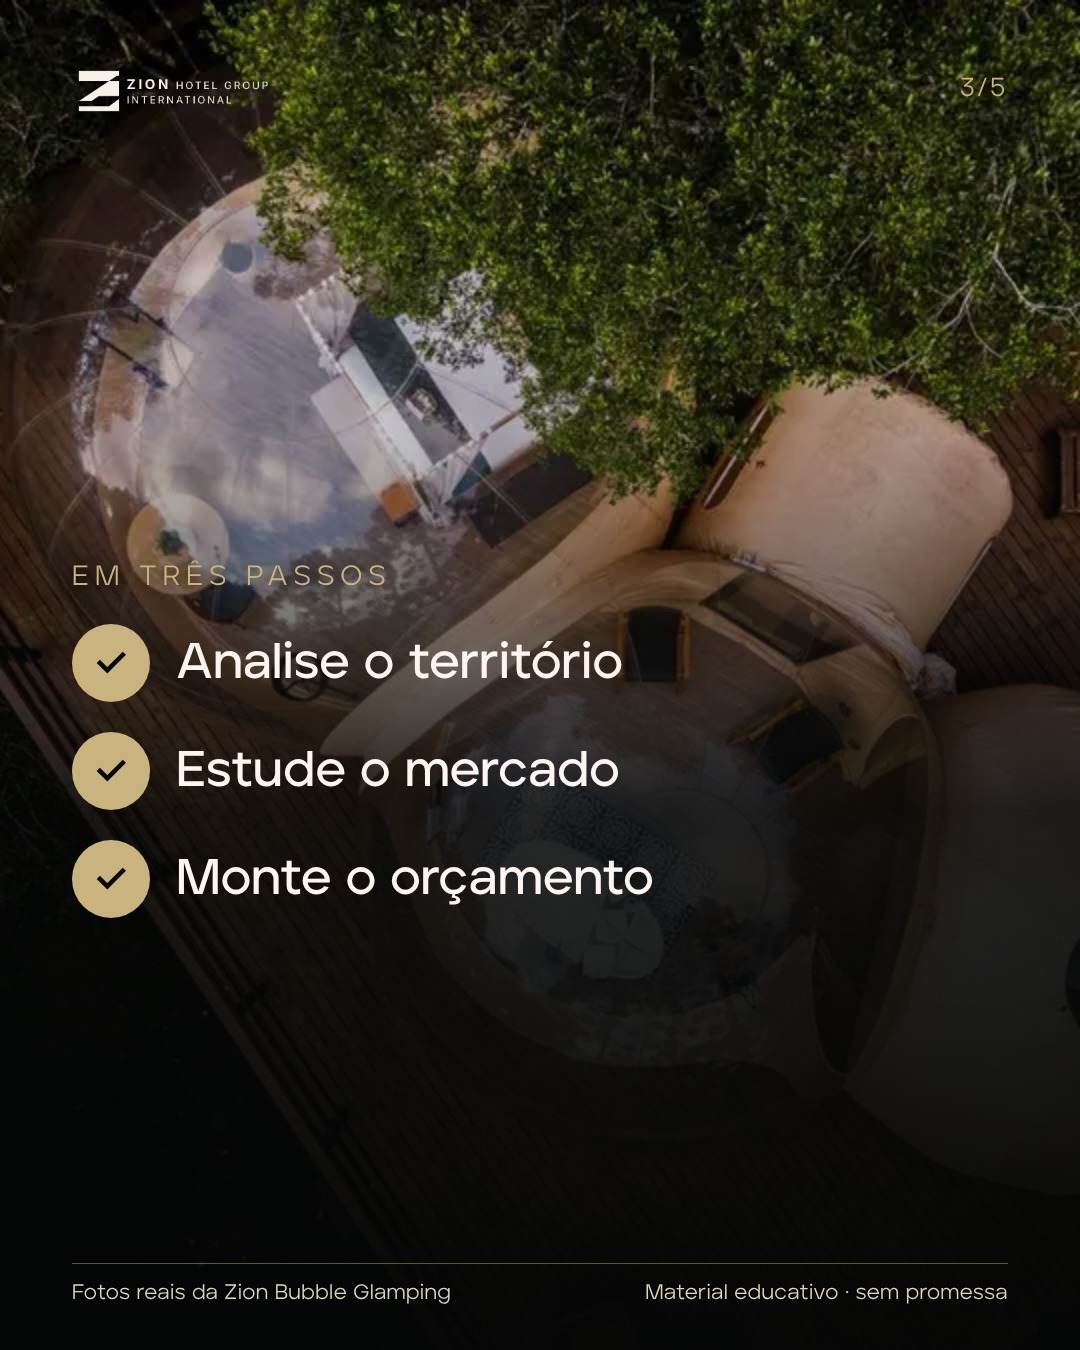 ZION HOTEL GROUP
INTERNATIONAL
3/5
EM TRÊS PASSOS
Analise o território
Estude o mercado
Monte o orçamento
Fotos reais da Zion Bubble Glamping
Material educativo · sem promessa